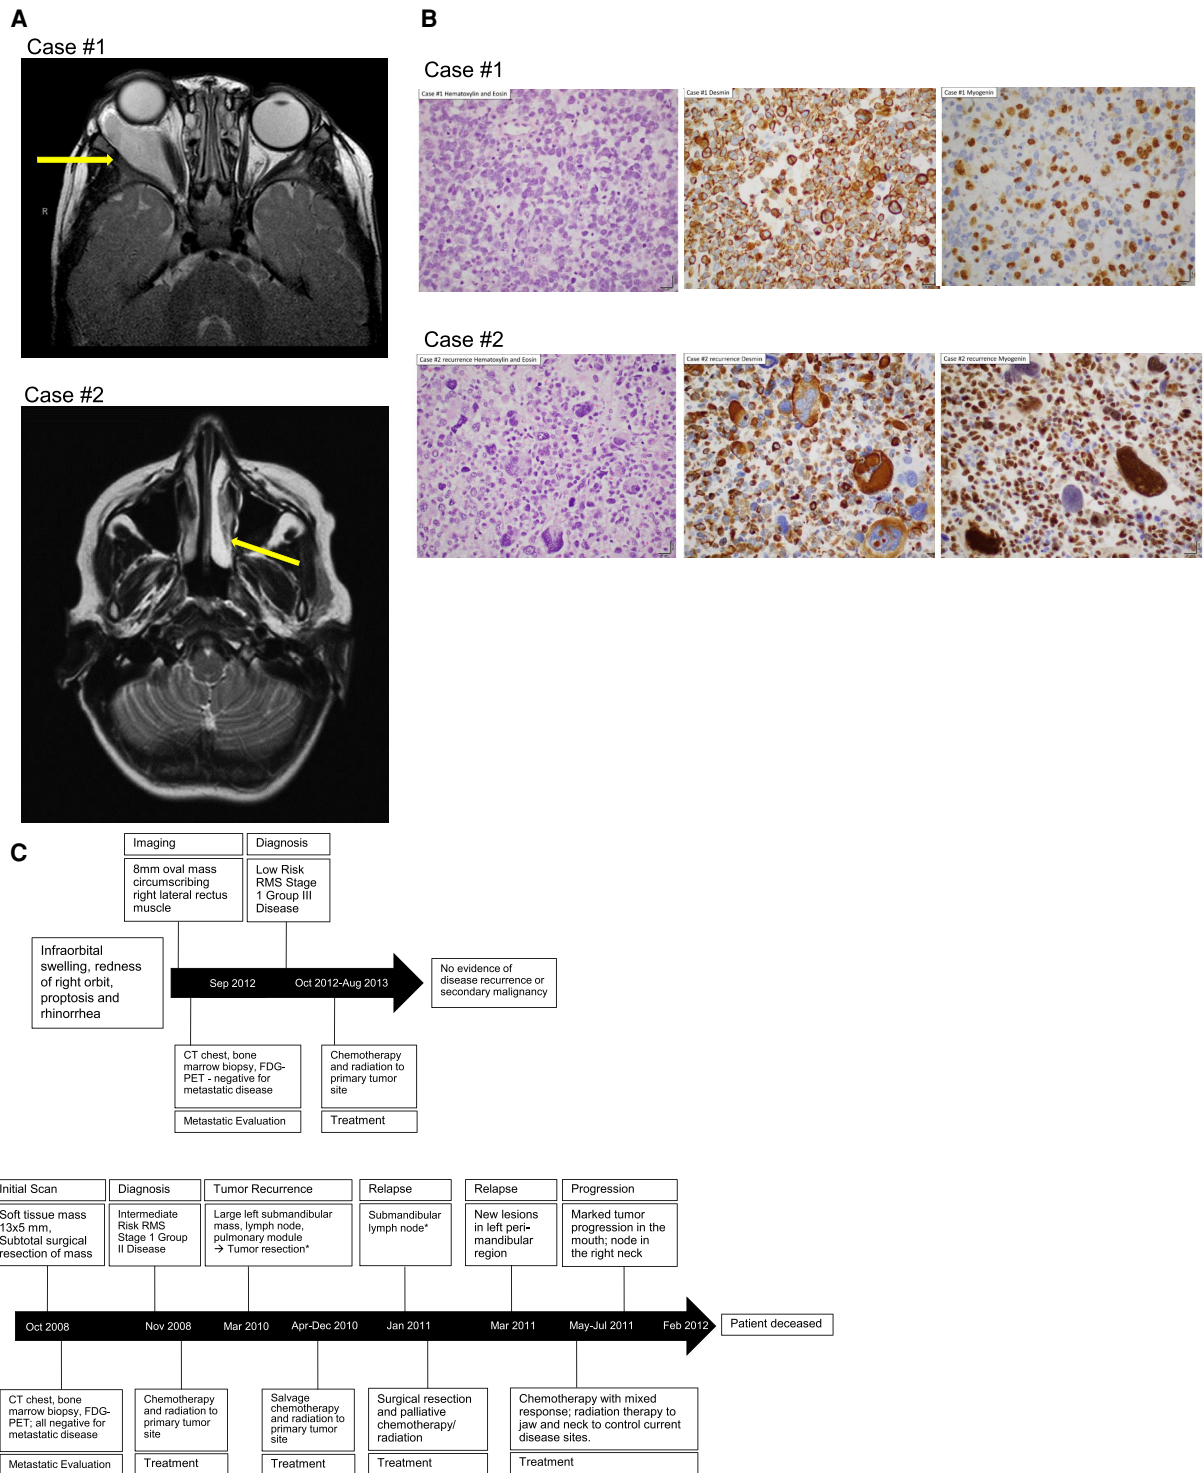 A
Case #1
R
Case #2
B
Case #1
Case #1 Hematoxylin and Eosin
Case #1 Desmin
Case #1 Myogenin
Case #2
Case #2 recurrence Hematoxylin and Eosin
Case #2 recurrence Desmin
Case #2 recurrence Myogenin
C
Imaging
8mm oval mass
circumscribing
right lateral rectus
muscle
Diagnosis
Low Risk
RMS Stage
1 Group III
Disease
Infraorbital
swelling, redness
of right orbit,
proptosis and
rhinorrhea
Sep 2012
Oct 2012-Aug 2013
No evidence of
disease recurrence or
secondary malignancy
CT chest, bone
marrow biopsy, FDG-
PET - negative for
metastatic disease
Metastatic Evaluation
Chemotherapy
and radiation to
primary tumor
site
Treatment
Initial Scan
Soft tissue mass
13x5 mm,
Subtotal surgical
resection of mass
Diagnosis
Intermediate
Risk RMS
Stage 1 Group
II Disease
Tumor Recurrence
Large left submandibular
mass, lymph node,
pulmonary module
→ Tumor resection*
Relapse
Submandibular
lymph node*
Relapse
New lesions
in left peri-
mandibular
region
Progression
Marked tumor
progression in the
mouth; node in
the right neck
Oct 2008
Nov 2008
Mar 2010
Apr-Dec 2010
Jan 2011
Mar 2011
May-Jul 2011
Feb 2012
Patient deceased
CT chest, bone
marrow biopsy, FDG-
PET; all negative for
metastatic disease
Metastatic Evaluation
Chemotherapy
and radiation to
primary tumor
site
Treatment
Salvage
chemotherapy
and radiation to
primary tumor
site
Treatment
Surgical resection
and palliative
chemotherapy/
radiation
Treatment
Chemotherapy with mixed
response; radiation therapy to
jaw and neck to control current
disease sites.
Treatment